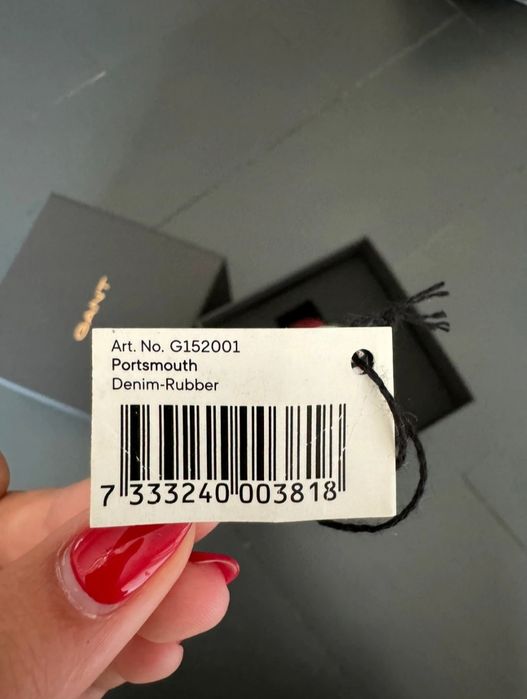 GANT
Art. No. G152001
Portsmouth
Denim-Rubber
7 333240 003818